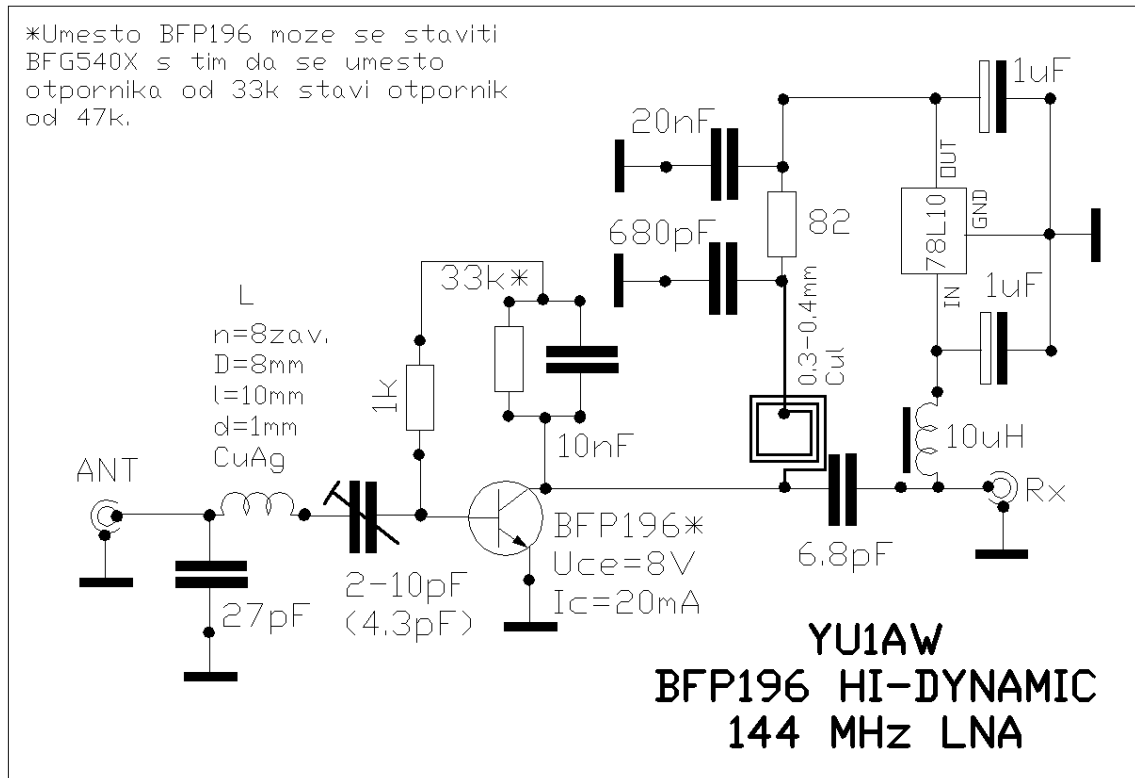 *Umesto BFP196 moze se staviti
BFG540X s tim da se umesto
otpornika od 33k stavi otpornik
od 47k.
1uF
20nF
OUT
82
78L10
GND
680pF
33k*
IN
1uF
L
n=8zav.
D=8mm
l=10mm
d=1mm
CuAg
0.3-0.4mm
Cul
1k
10nF
10uH
ANT
Rx
BFP196*
Uce=8V
Ic=20mA
6.8pF
2-10pF
(4.3pF)
27pF
YU1AW
BFP196 HI-DYNAMIC
144 MHz LNA